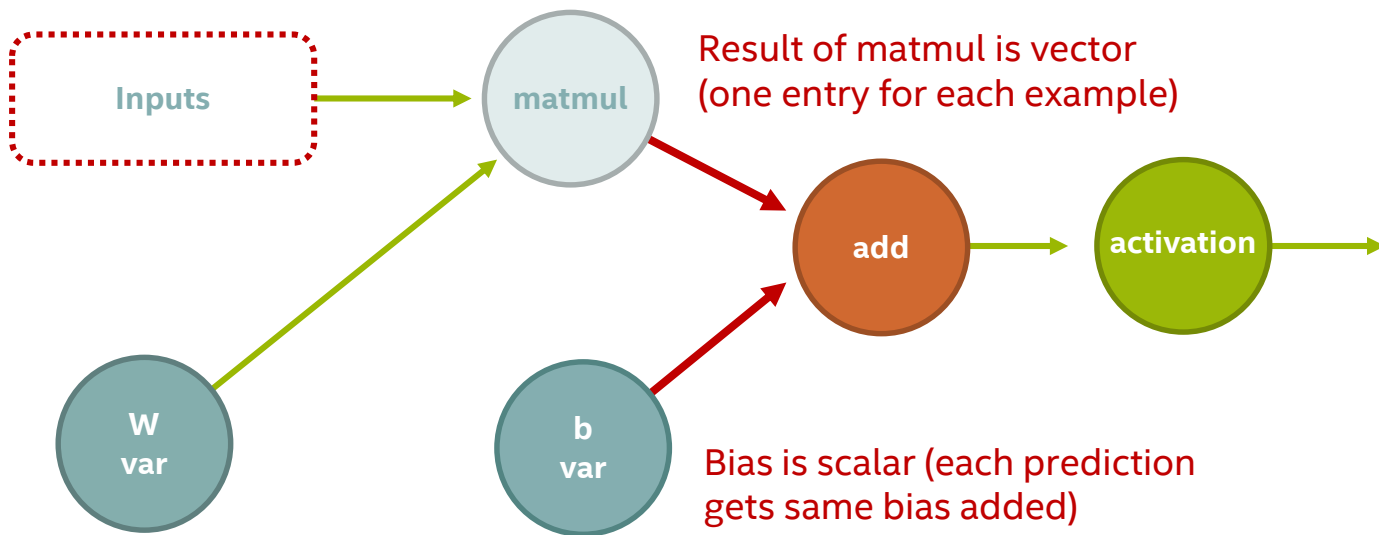 Inputs
matmul
Result of matmul is vector
(one entry for each example)
add
activation
W
var
b
var
Bias is scalar (each prediction
gets same bias added)